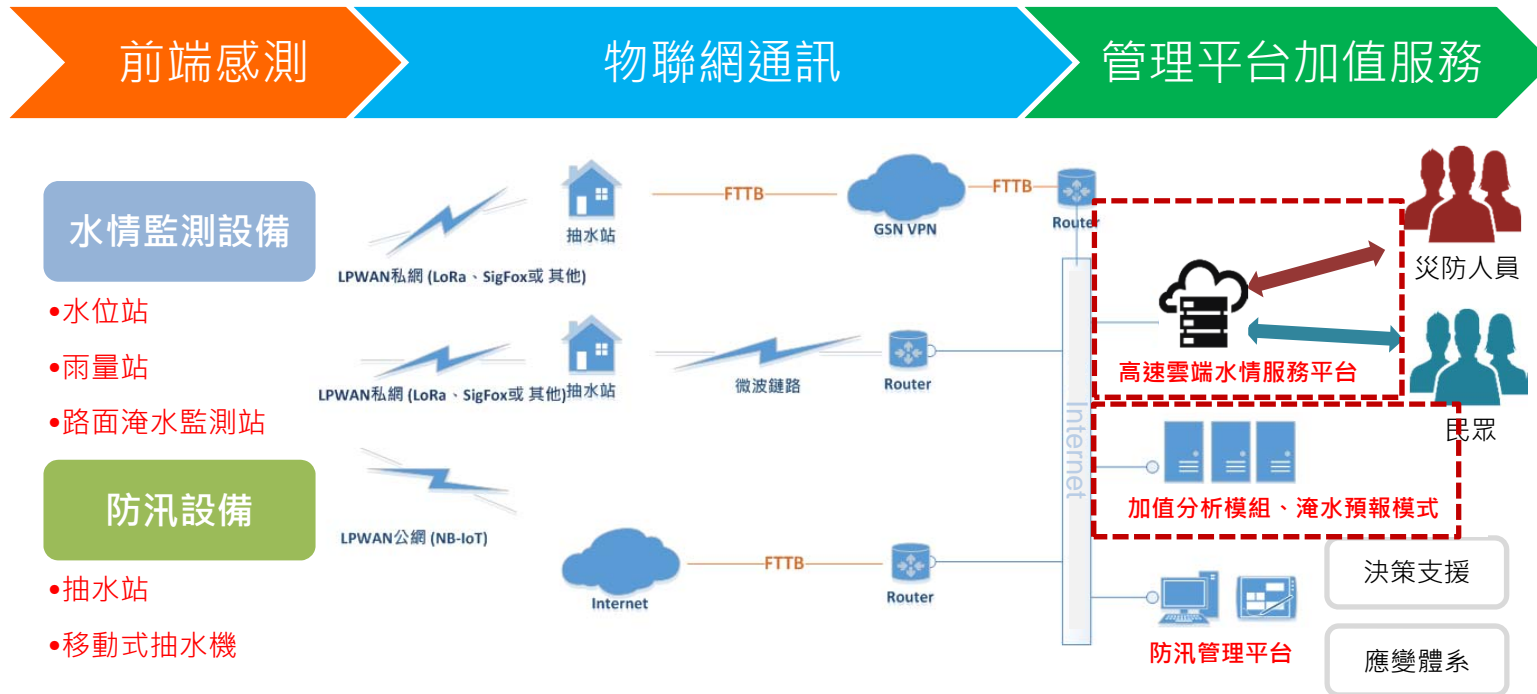 前端感測
物聯網通訊
管理平台加值服務
水情監測設備
•水位站
•雨量站
•路面淹水監測站
防汛設備
•抽水站
•移動式抽水機
LPWAN私網 (LoRa、SigFox或 其他)
抽水站
FTTB
GSN VPN
FTTB
Router
LPWAN私網 (LoRa、SigFox或 其他)
抽水站
微波鏈路
Router
LPWAN公網 (NB-IoT)
Internet
FTTB
Router
Internet
高速雲端水情服務平台
災防人員
民眾
加值分析模組、淹水預報模式
防汛管理平台
決策支援
應變體系